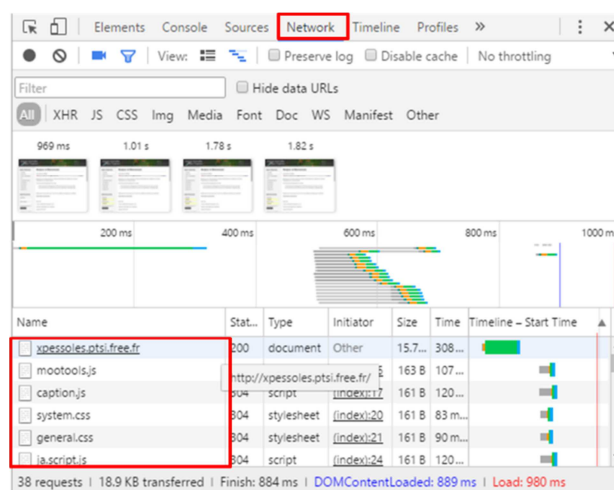 Elements Console Sources Network Timeline Profiles »
View: Preserve log Disable cache No throttling
Filter Hide data URLs
All XHR JS CSS Img Media Font Doc WS Manifest Other
969 ms 1.01 s 1.78 s 1.82 s
200 ms 400 ms 600 ms 800 ms 1000 m
Name Stat... Type Initiator Size Time Timeline – Start Time
xpessoles.ptsi.free.fr 200 document Other 15.7... 308...
mootools.js 163 B 107...
http://xpessoles.ptsi.free.fr/
caption.js 304 script (index):17 161 B 120...
system.css 304 stylesheet (index):20 161 B 83 m...
general.css 304 stylesheet (index):21 161 B 90 m...
ja.script.js 304 script (index):24 161 B 120...
38 requests | 18.9 KB transferred | Finish: 884 ms | DOMContentLoaded: 889 ms | Load: 980 ms